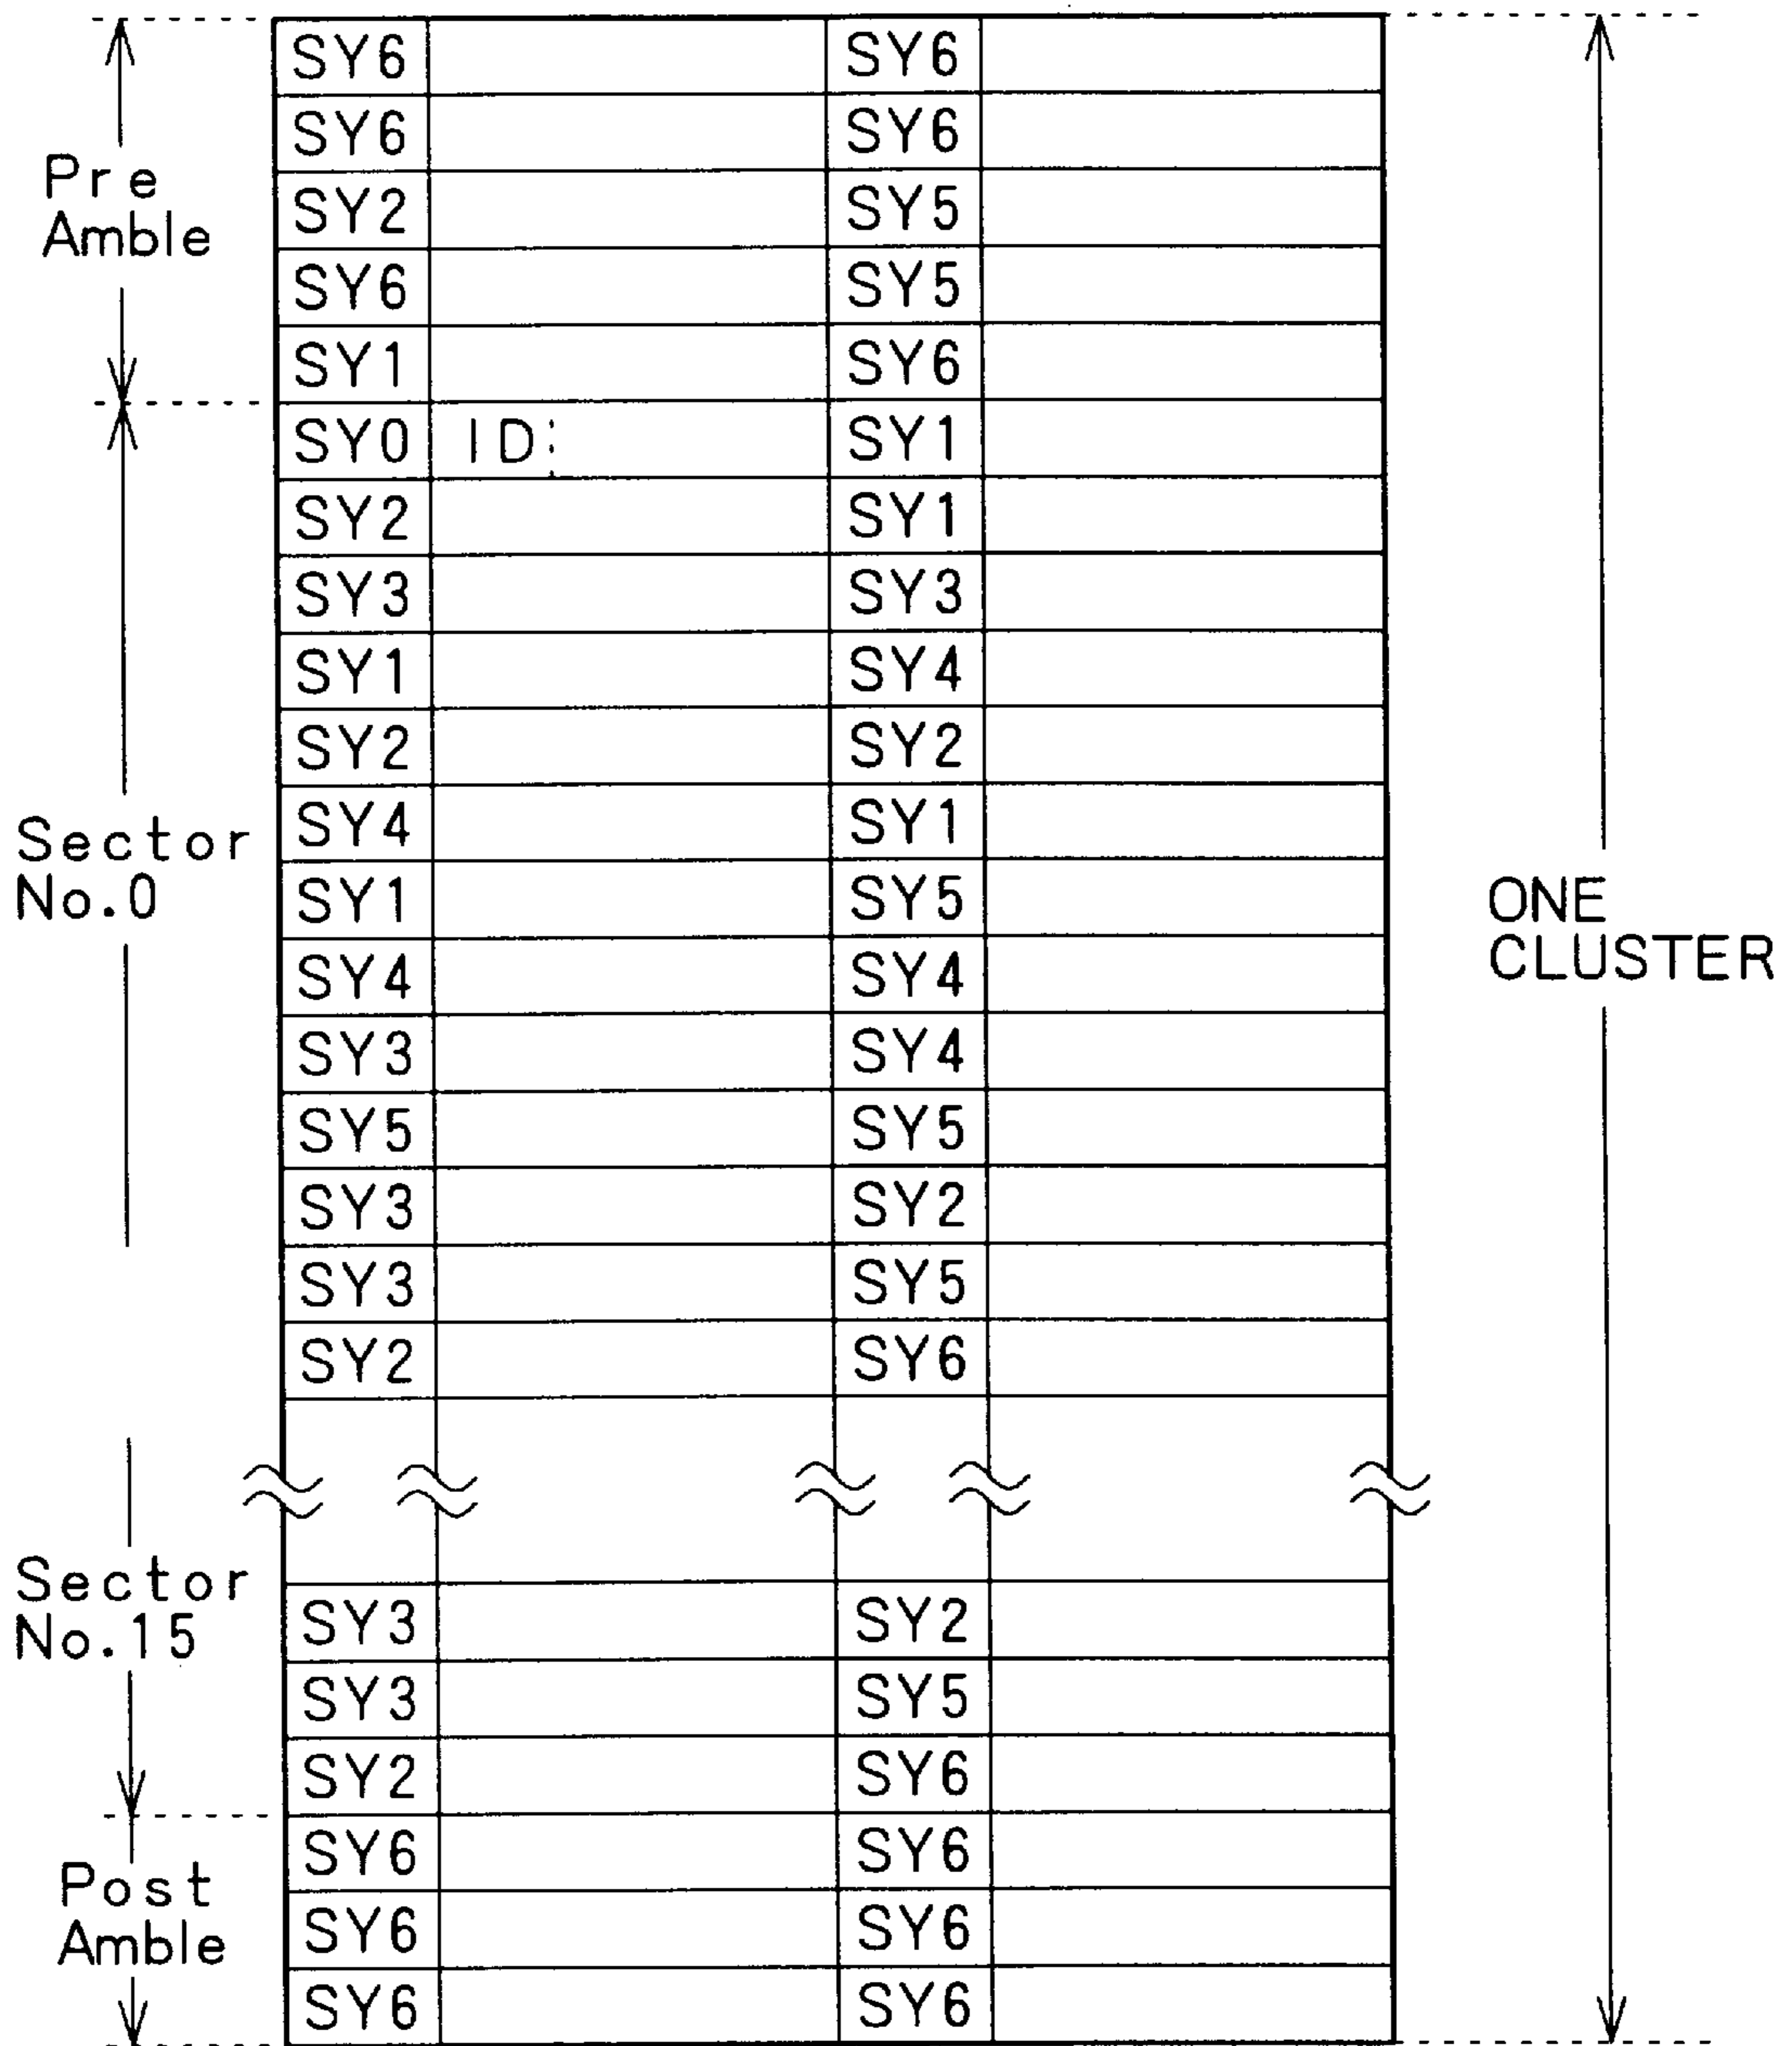 SY6 SY6
SY6 SY6
Pre
Amble
SY2 SY5
SY6 SY5
SY1 SY6
SY0 ID SY1
SY2 SY1
SY3 SY3
SY1 SY4
SY2 SY2
Sector
No.0
SY4 SY1
SY1 SY5
ONE
CLUSTER
SY4 SY4
SY3 SY4
SY5 SY5
SY3 SY2
SY3 SY5
SY2 SY6
Sector
No.15
SY3 SY2
SY3 SY5
SY2 SY6
Post
Amble
SY6 SY6
SY6 SY6
SY6 SY6